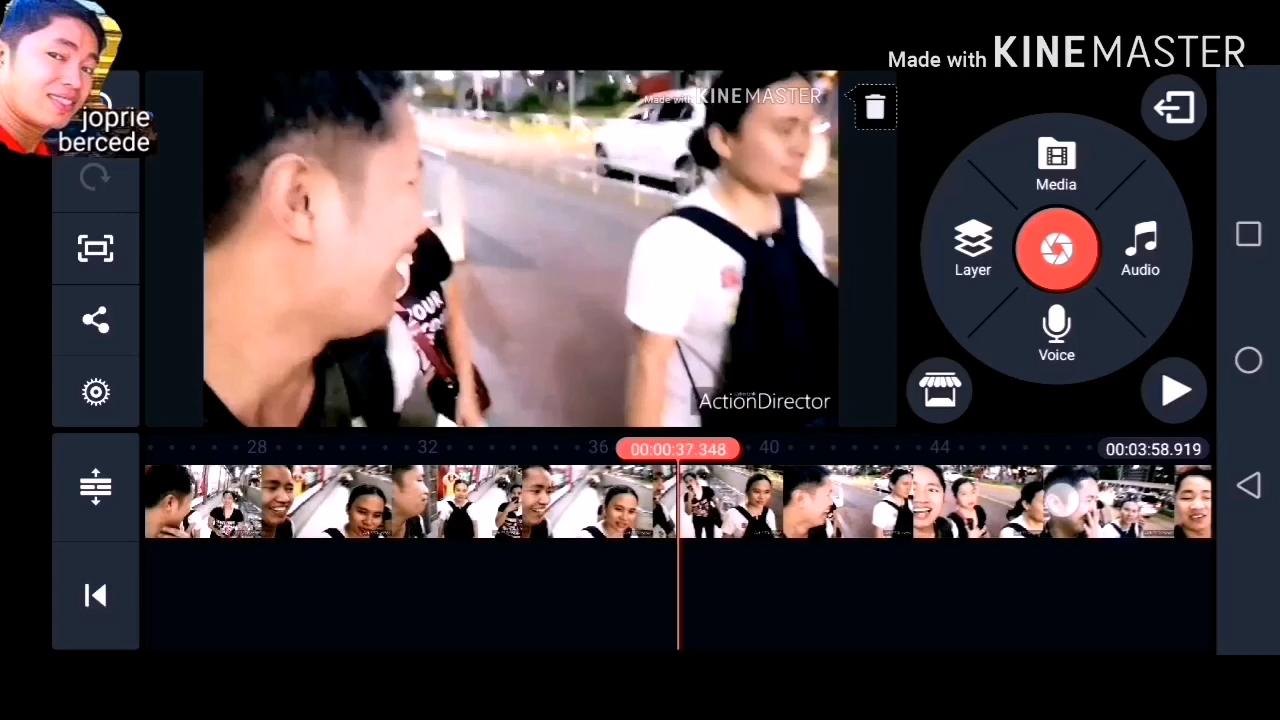 Made with KINEMASTER
joprie
bercede
Made with KINEMASTER
Media
Layer
Audio
Voice
ActionDirector
28
32
36
00:00:37.348
40
44
00:03:58.919